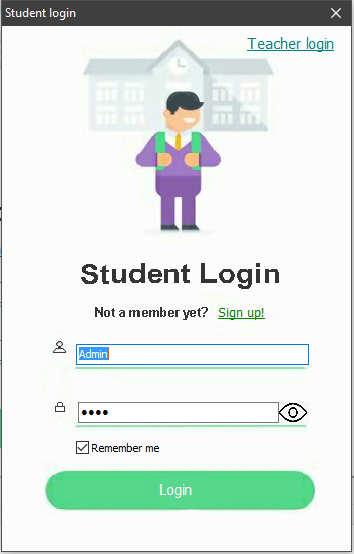 Student login
Teacher login
Student Login
Not a member yet? Sign up!
Admin
••••
Remember me
Login